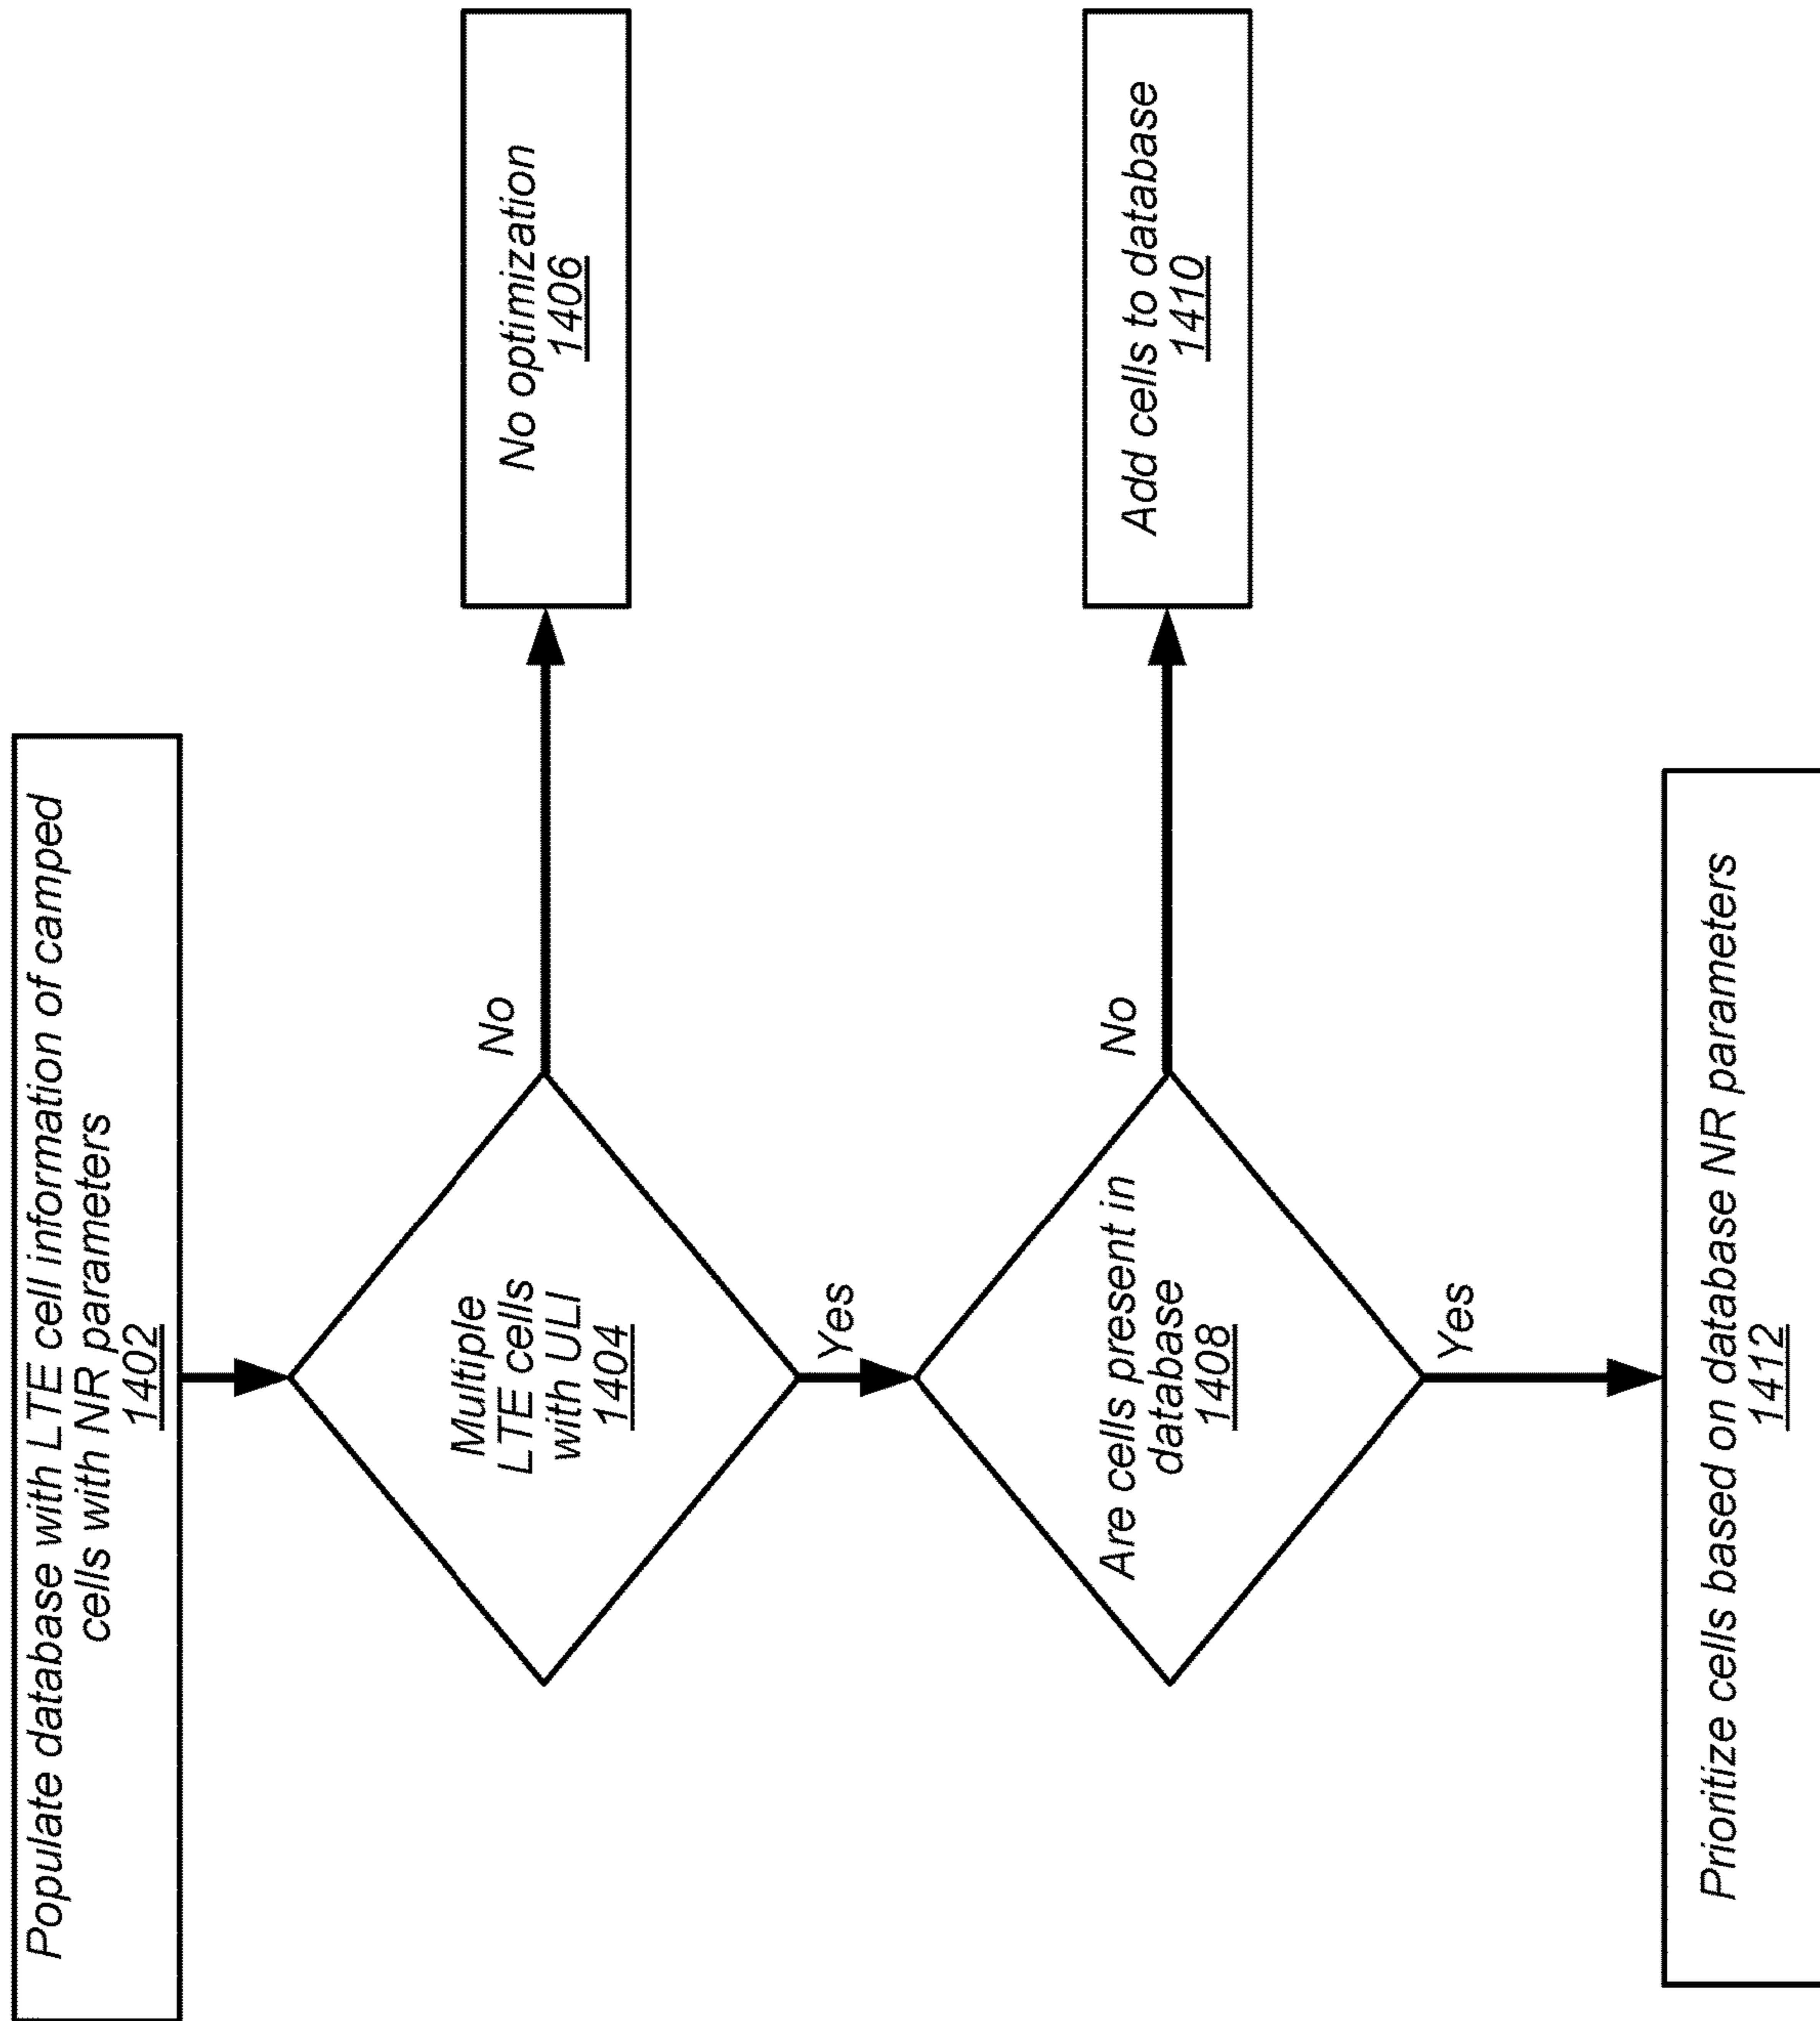 Populate database with LTE cell information of camped
cells with NR parameters
1402
Multiple
LTE cells
with ULI
1404
No
No optimization
1406
Yes
Are cells present in
database
1408
No
Add cells to database
1410
Yes
Prioritize cells based on database NR parameters
1412